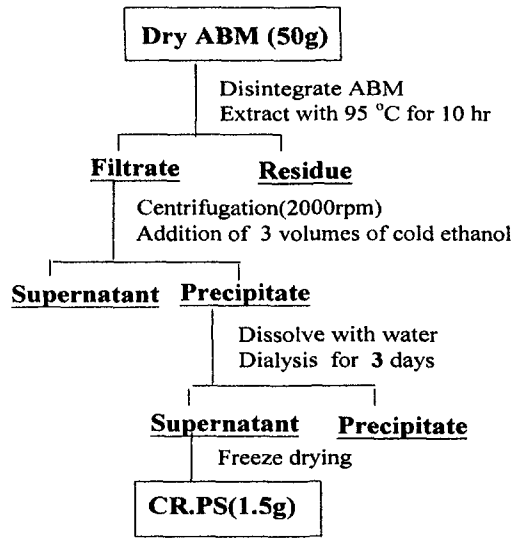 Dry ABM (50g)
Disintegrate ABM
Extract with 95 °C for 10 hr
Filtrate Residue
Centrifugation(2000rpm)
Addition of 3 volumes of cold ethanol
Supernatant Precipitate
Dissolve with water
Dialysis for 3 days
Supernatant Precipitate
Freeze drying
CR.PS(1.5g)